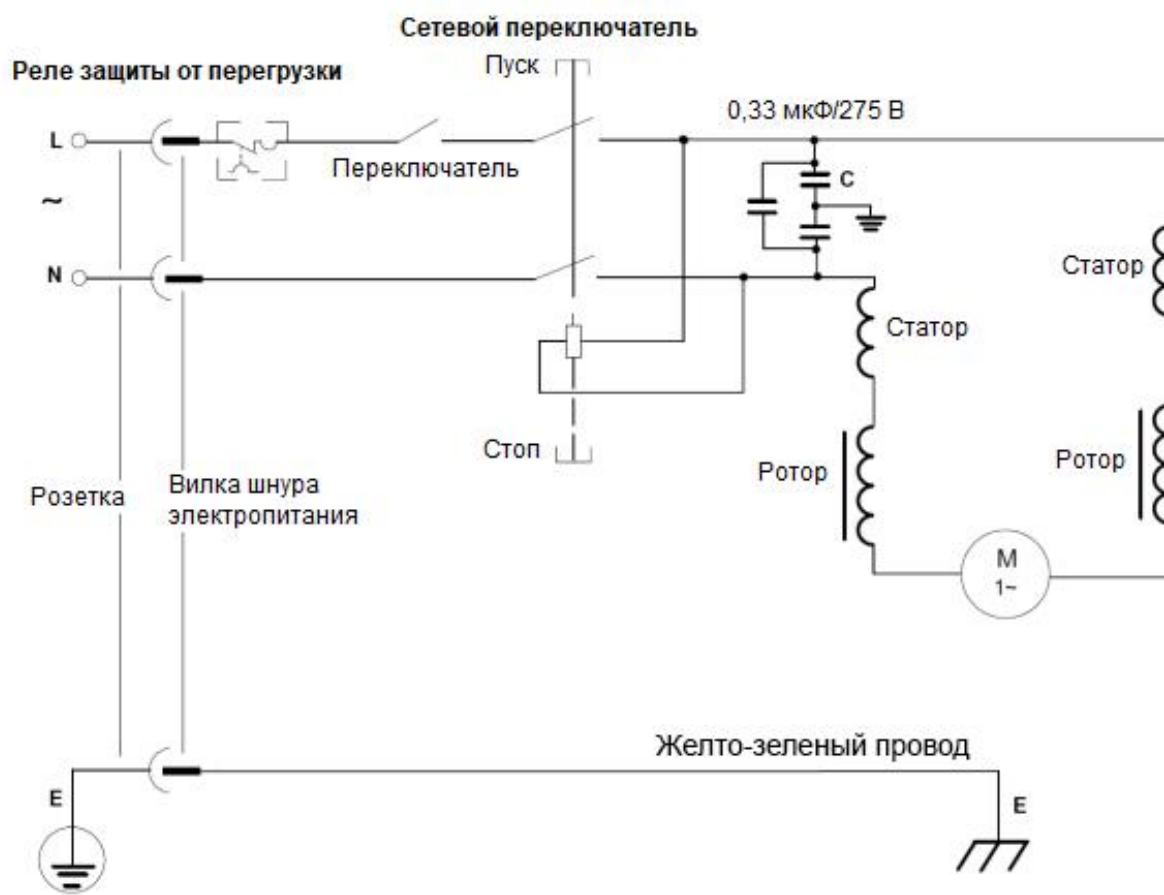 Сетевой переключатель
Пуск
Реле защиты от перегрузки
0,33 мкФ/275 В
L
Переключатель
C
~
N
Статор
Статор
Стоп
Ротор
Ротор
Розетка
Вилка шнура
электропитания
M
1~
Желто-зеленый провод
E
E